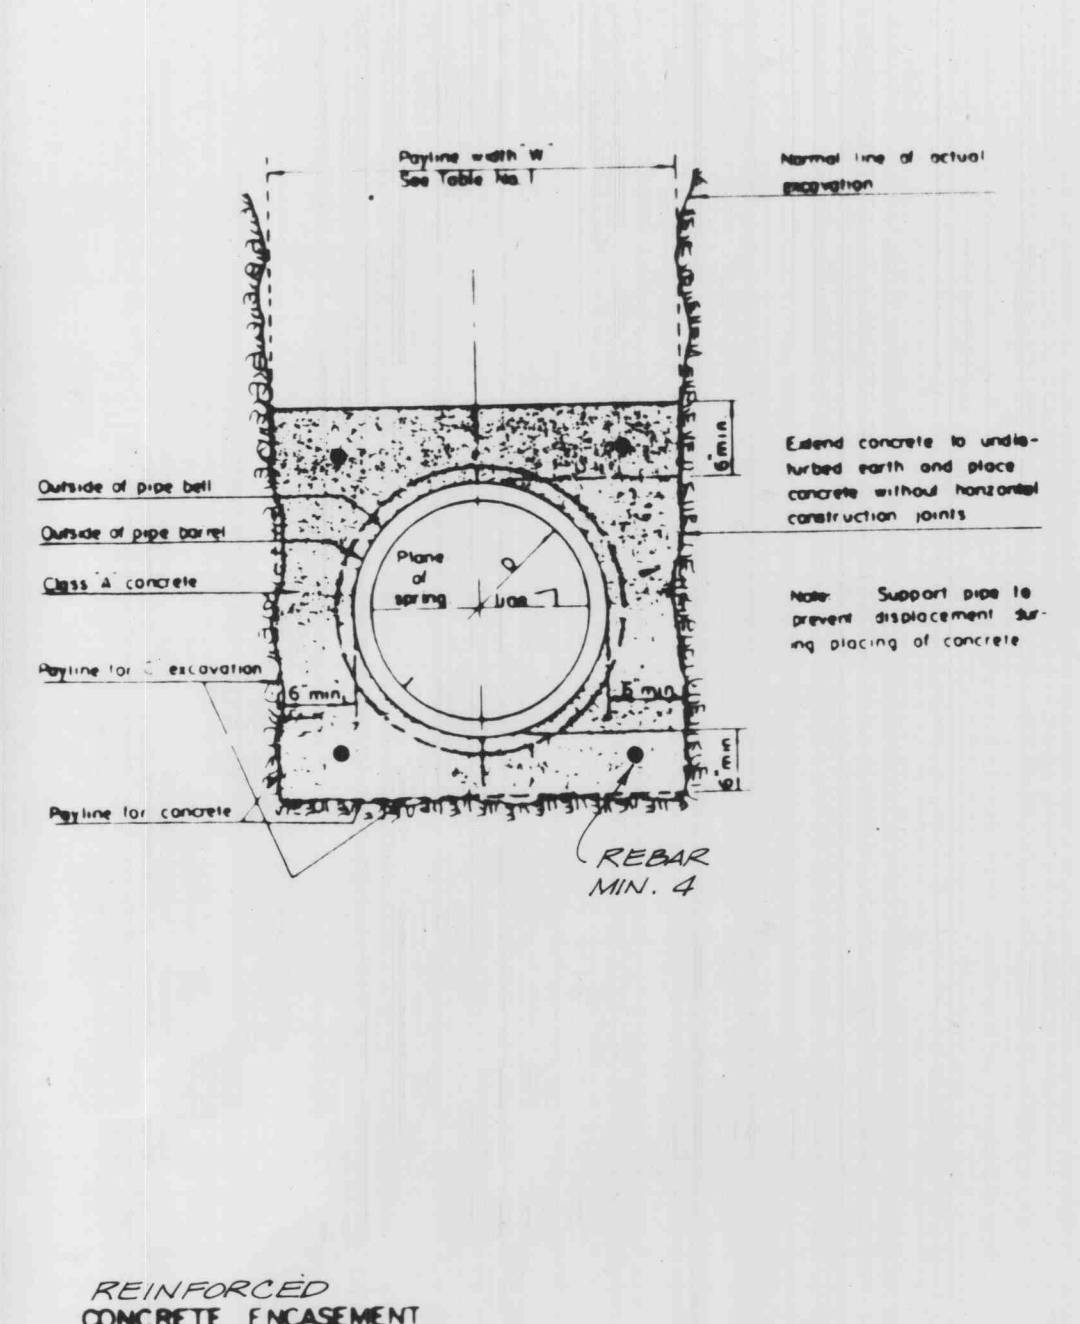 Payline width "W"
See Table No. 1
Normal line of actual
excavation
6" min
Extend concrete to undis-
turbed earth and place
concrete without horizontal
construction joints
Outside of pipe bell
Outside of pipe barrel
Plane
of
spring
line
D
Class "A" concrete
Note: Support pipe to
prevent displacement dur-
ing placing of concrete
Payline for "C" excavation
6" min.
6" min.
6" min
Payline for concrete
REBAR
MIN. 4
REINFORCED
CONCRETE ENCASEMENT